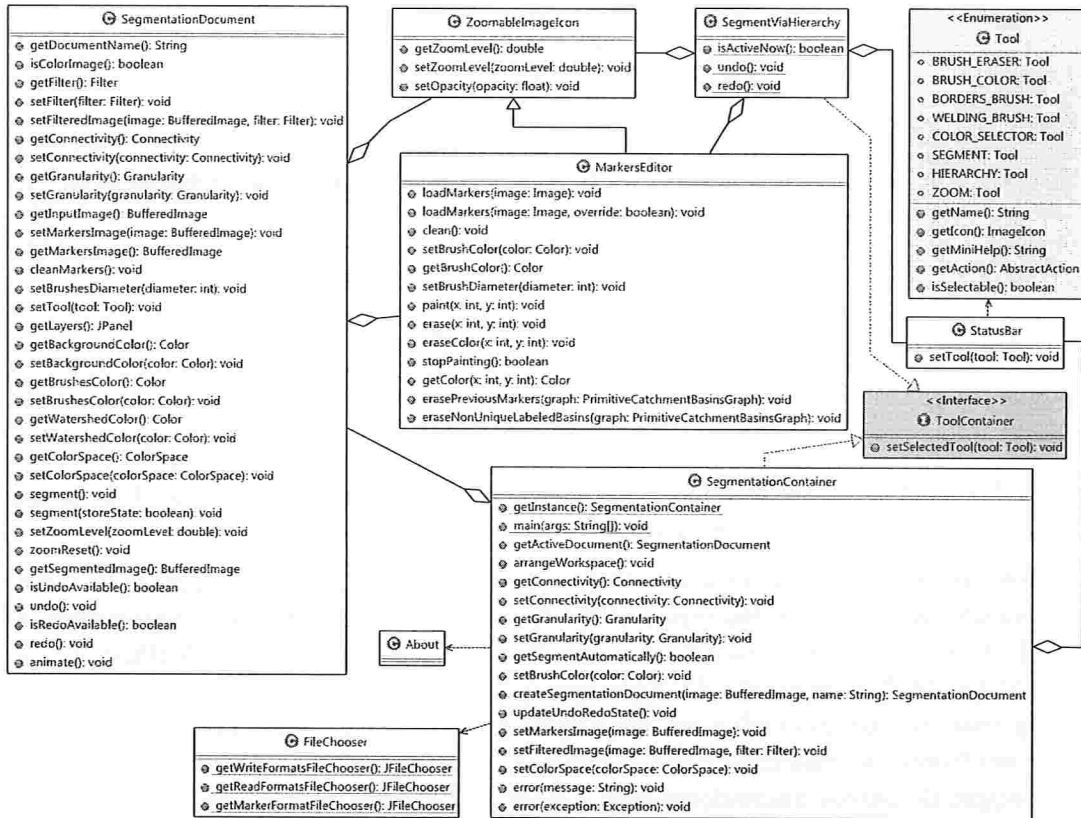 SegmentationDocument
getDocumentName(): String
isColorImage(): boolean
getFilter(): Filter
setFilter(filter: Filter): void
setFilteredImage(image: BufferedImage, filter: Filter): void
getConnectivity(): Connectivity
setConnectivity(connectivity: Connectivity): void
getGranularity(): Granularity
setGranularity(granularity: Granularity): void
getInputImage(): BufferedImage
setMarkersImage(image: BufferedImage): void
getMarkersImage(): BufferedImage
cleanMarkers(): void
setBrushesDiameter(diameter: int): void
setTool(tool: Tool): void
getLayers(): JPanel
getBackgroundColor(): Color
setBackgroundColor(color: Color): void
getBrushesColor(): Color
setBrushesColor(color: Color): void
getWatershedColor(): Color
setWatershedColor(color: Color): void
getColorSpace(): ColorSpace
setColorSpace(colorSpace: ColorSpace): void
segment(): void
segment(storeState: boolean): void
setZoomLevel(zoomLevel: double): void
zoomReset(): void
getSegmentedImage(): BufferedImage
isUndoAvailable(): boolean
undo(): void
isRedoAvailable(): boolean
redo(): void
animate(): void
ZoomableImageIcon
getZoomLevel(): double
setZoomLevel(zoomLevel: double): void
setOpacity(opacity: float): void
SegmentViaHierarchy
isActiveNow(): boolean
undo(): void
redo(): void
<<Enumeration>>
Tool
BRUSH_ERASER: Tool
BRUSH_COLOR: Tool
BORDERS_BRUSH: Tool
WELDING_BRUSH: Tool
COLOR_SELECTOR: Tool
SEGMENT: Tool
HIERARCHY: Tool
ZOOM: Tool
getName(): String
getIcon(): ImageIcon
getMiniHelp(): String
getAction(): AbstractAction
isSelectable(): boolean
MarkersEditor
loadMarkers(image: Image): void
loadMarkers(image: Image, override: boolean): void
clean(): void
setBrushColor(color: Color): void
getBrushColor(): Color
setBrushDiameter(diameter: int): void
paint(x: int, y: int): void
erase(x: int, y: int): void
eraseColor(x: int, y: int): void
stopPainting(): boolean
getColor(x: int, y: int): Color
erasePreviousMarkers(graph: PrimitiveCatchmentBasinsGraph): void
eraseNonUniqueLabeledBasins(graph: PrimitiveCatchmentBasinsGraph): void
StatusBar
setTool(tool: Tool): void
<<Interface>>
ToolContainer
setSelectedTool(tool: Tool): void
SegmentationContainer
getInstance(): SegmentationContainer
main(args: String[]): void
getActiveDocument(): SegmentationDocument
arrangeWorkspace(): void
getConnectivity(): Connectivity
setConnectivity(connectivity: Connectivity): void
getGranularity(): Granularity
setGranularity(granularity: Granularity): void
getSegmentAutomatically(): boolean
setBrushColor(color: Color): void
createSegmentationDocument(image: BufferedImage, name: String): SegmentationDocument
updateUndoRedoState(): void
setMarkersImage(image: BufferedImage): void
setFilteredImage(image: BufferedImage, filter: Filter): void
setColorSpace(colorSpace: ColorSpace): void
error(message: String): void
error(exception: Exception): void
About
FileChooser
getWriteFormatsFileChooser(): JFileChooser
getReadFormatsFileChooser(): JFileChooser
getMarkerFormatFileChooser(): JFileChooser